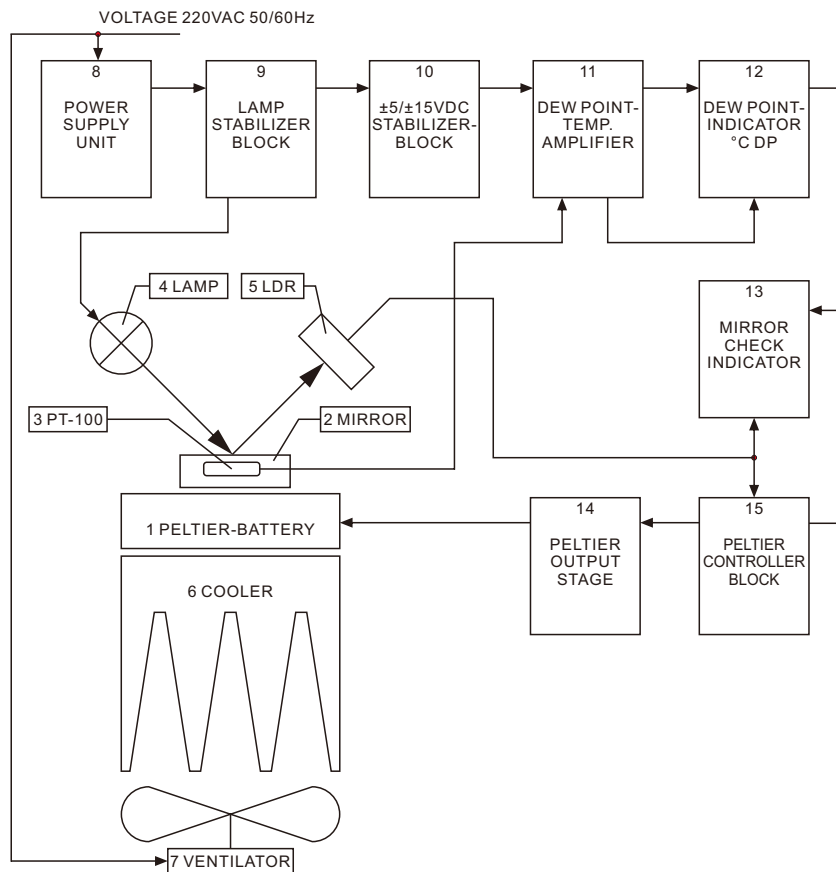 VOLTAGE 220VAC 50/60Hz
8
POWER
SUPPLY
UNIT
9
LAMP
STABILIZER
BLOCK
10
±5/±15VDC
STABILIZER-
BLOCK
11
DEW POINT-
TEMP.
AMPLIFIER
12
DEW POINT-
INDICATOR
°C DP
4 LAMP
5 LDR
13
MIRROR
CHECK
INDICATOR
3 PT-100
2 MIRROR
1 PELTIER-BATTERY
14
PELTIER
OUTPUT
STAGE
15
PELTIER
CONTROLLER
BLOCK
6 COOLER
7 VENTILATOR